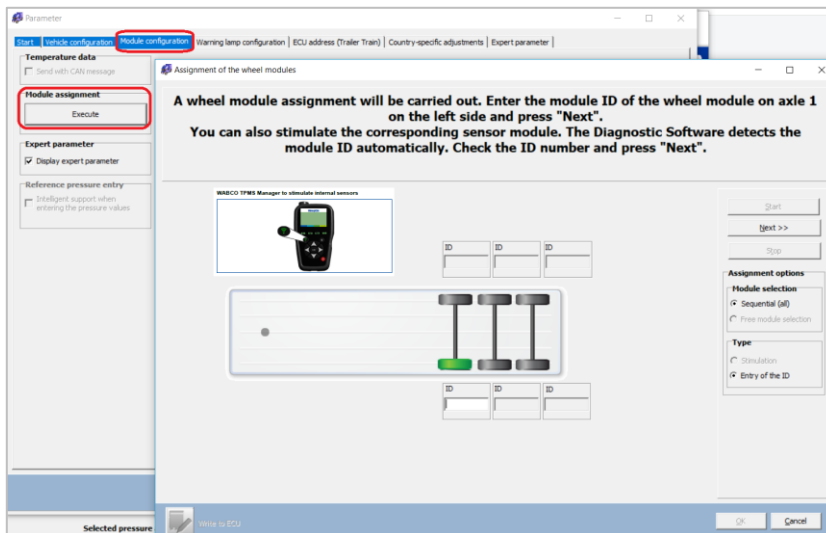 Parameter
Start
Vehicle configuration
Module configuration
Warning lamp configuration
ECU address (Trailer Train)
Country-specific adjustments
Expert parameter
Temperature data
Send with CAN message
Module assignment
Execute
Expert parameter
Display expert parameter
Reference pressure entry
Intelligent support when
entering the pressure values
Assignment of the wheel modules
A wheel module assignment will be carried out. Enter the module ID of the wheel module on axle 1
on the left side and press "Next".
You can also stimulate the corresponding sensor module. The Diagnostic Software detects the
module ID automatically. Check the ID number and press "Next".
WABCO TPMS Manager to stimulate internal sensors
ID
ID
ID
ID
ID
ID
Start
Next >>
Stop
Assignment options
Module selection
Sequential (all)
Free module selection
Type
Stimulation
Entry of the ID
Selected pressure
Write to ECU
OK
Cancel